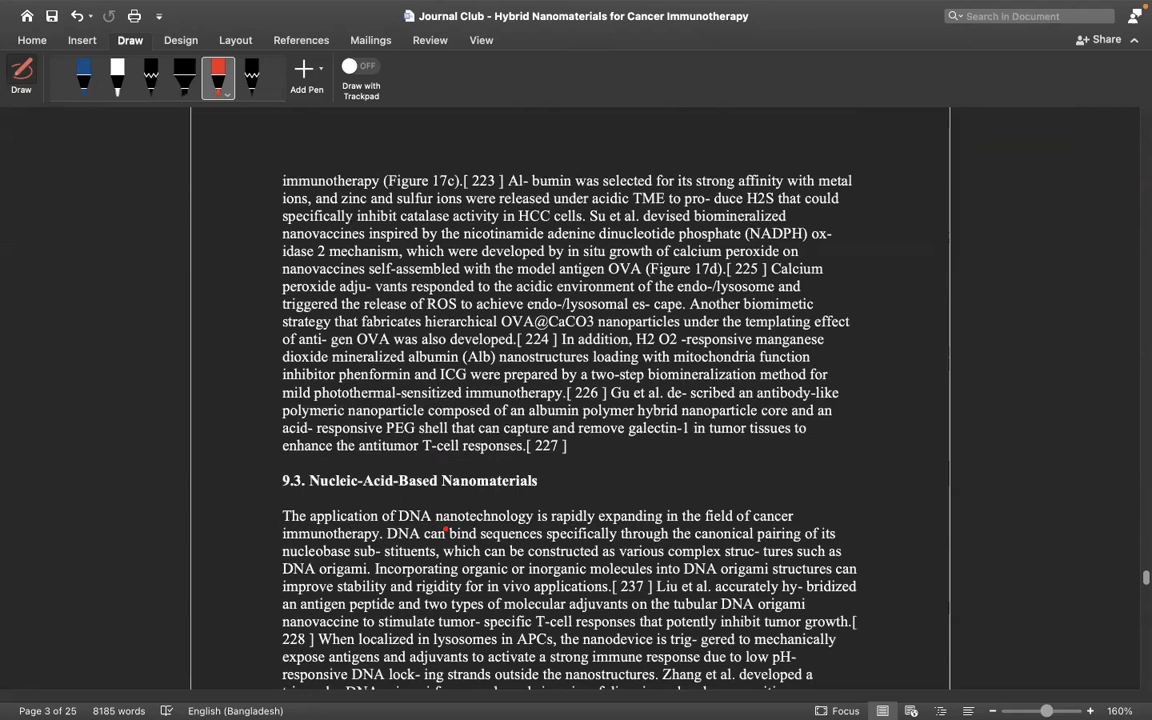 Journal Club - Hybrid Nanomaterials for Cancer Immunotherapy
Search in Document
Home Insert Draw Design Layout References Mailings Review View
Share
Draw
Add Pen
OFF
Draw with
Trackpad
immunotherapy (Figure 17c).[ 223 ] Al- bumin was selected for its strong affinity with metal
ions, and zinc and sulfur ions were released under acidic TME to pro- duce H2S that could
specifically inhibit catalase activity in HCC cells. Su et al. devised biomineralized
nanovaccines inspired by the nicotinamide adenine dinucleotide phosphate (NADPH) ox-
idase 2 mechanism, which were developed by in situ growth of calcium peroxide on
nanovaccines self-assembled with the model antigen OVA (Figure 17d).[ 225 ] Calcium
peroxide adju- vants responded to the acidic environment of the endo-/lysosome and
triggered the release of ROS to achieve endo-/lysosomal es- cape. Another biomimetic
strategy that fabricates hierarchical OVA@CaCO3 nanoparticles under the templating effect
of anti- gen OVA was also developed.[ 224 ] In addition, H2 O2 -responsive manganese
dioxide mineralized albumin (Alb) nanostructures loading with mitochondria function
inhibitor phenformin and ICG were prepared by a two-step biomineralization method for
mild photothermal-sensitized immunotherapy.[ 226 ] Gu et al. de- scribed an antibody-like
polymeric nanoparticle composed of an albumin polymer hybrid nanoparticle core and an
acid- responsive PEG shell that can capture and remove galectin-1 in tumor tissues to
enhance the antitumor T-cell responses.[ 227 ]
9.3. Nucleic-Acid-Based Nanomaterials
The application of DNA nanotechnology is rapidly expanding in the field of cancer
immunotherapy. DNA can bind sequences specifically through the canonical pairing of its
nucleobase sub- stituents, which can be constructed as various complex struc- tures such as
DNA origami. Incorporating organic or inorganic molecules into DNA origami structures can
improve stability and rigidity for in vivo applications.[ 237 ] Liu et al. accurately hy- bridized
an antigen peptide and two types of molecular adjuvants on the tubular DNA origami
nanovaccine to stimulate tumor- specific T-cell responses that potently inhibit tumor growth.[
228 ] When localized in lysosomes in APCs, the nanodevice is trig- gered to mechanically
expose antigens and adjuvants to activate a strong immune response due to low pH-
responsive DNA lock- ing strands outside the nanostructures. Zhang et al. developed a
Page 3 of 25 8185 words English (Bangladesh) Focus 160%